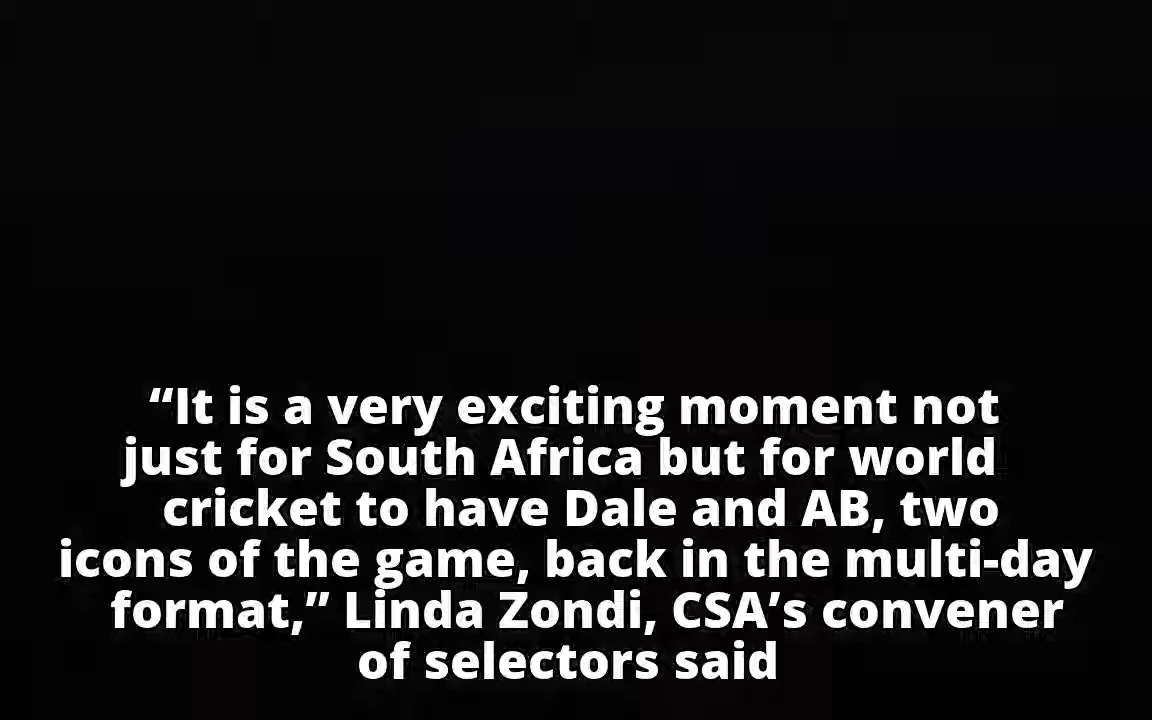 “It is a very exciting moment not
just for South Africa but for world
cricket to have Dale and AB, two
icons of the game, back in the multi-day
format,” Linda Zondi, CSA’s convener
of selectors said